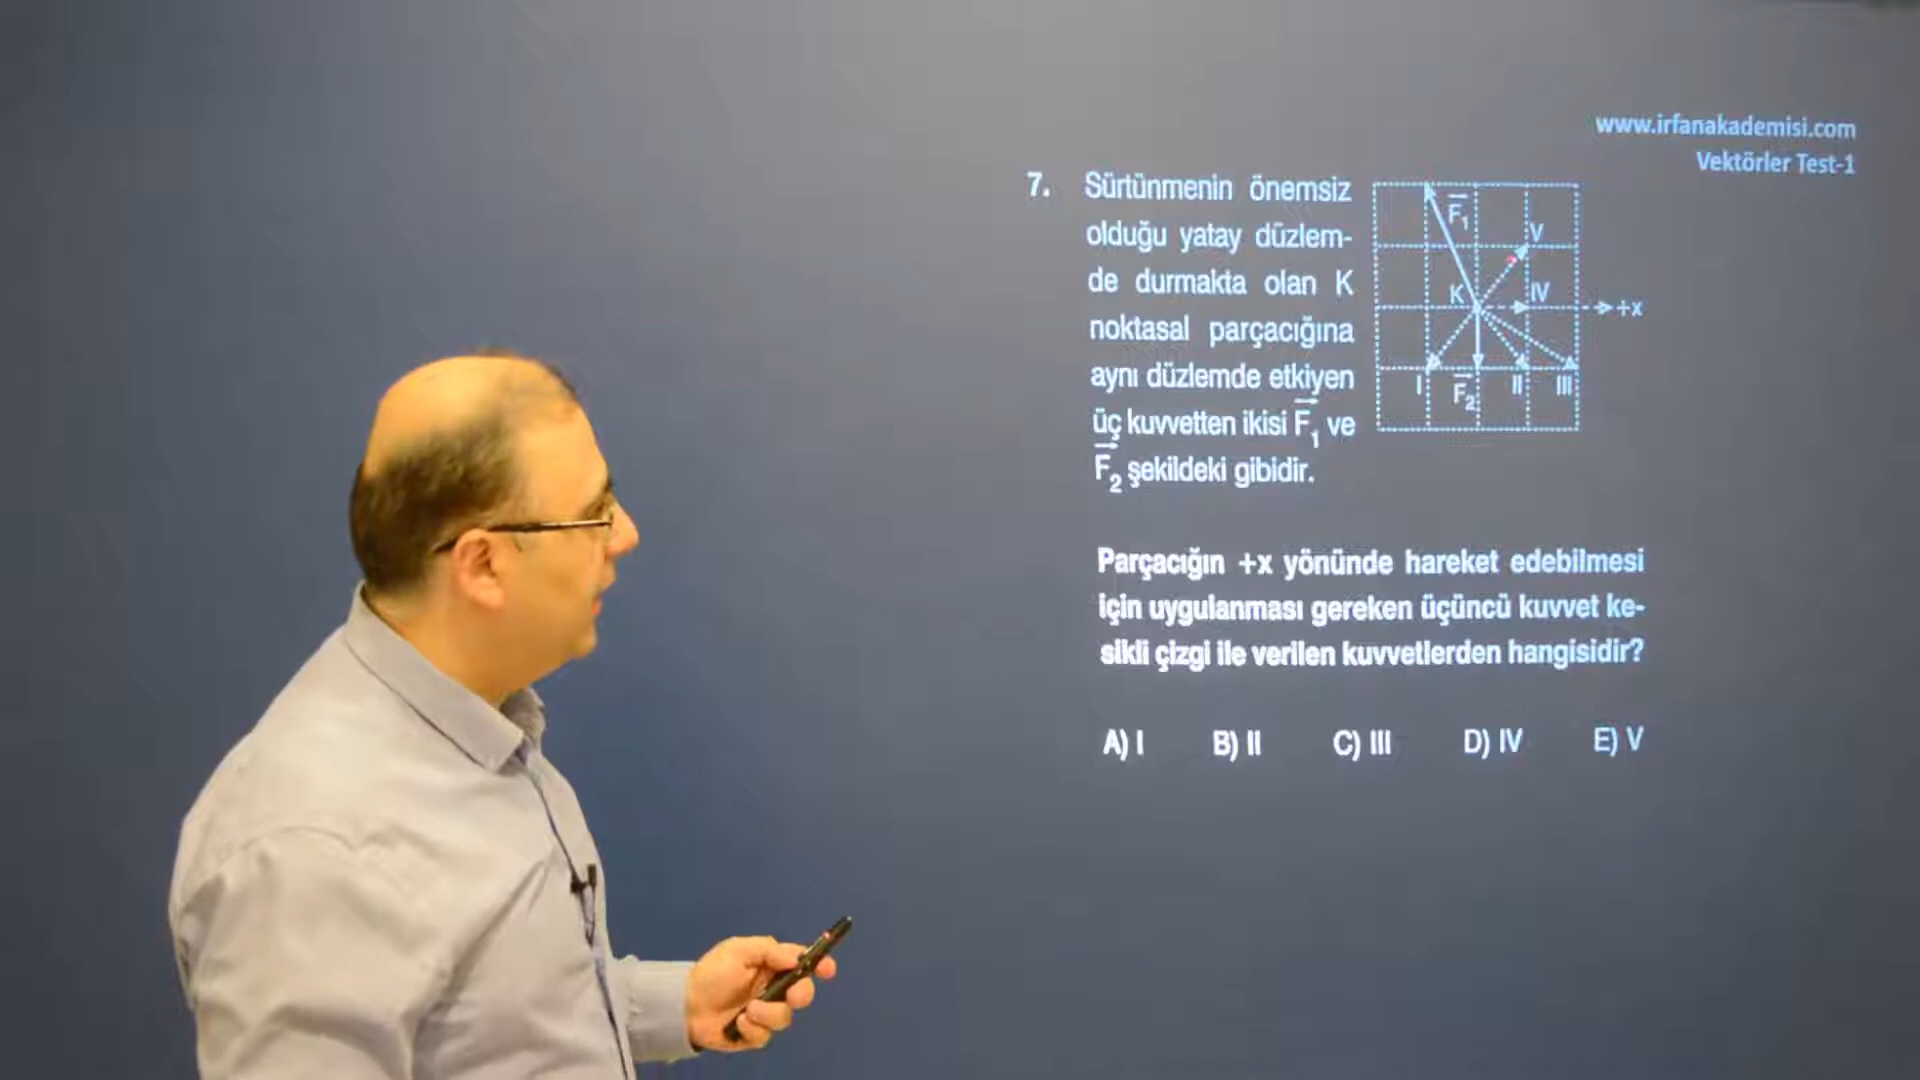 www.irfanakademisi.com
Vektörler Test-1
7. Sürtünmenin önemsiz
olduğu yatay düzlem-
de durmakta olan K
noktasal parçacığına
aynı düzlemde etkiyen
üç kuvvetten ikisi F₁ ve
F₂ şekildeki gibidir.
F₁
V
K
IV
+x
I
F₂
II
III
Parçacığın +x yönünde hareket edebilmesi
için uygulanması gereken üçüncü kuvvet ke-
sikli çizgi ile verilen kuvvetlerden hangisidir?
A) I B) II C) III D) IV E) V